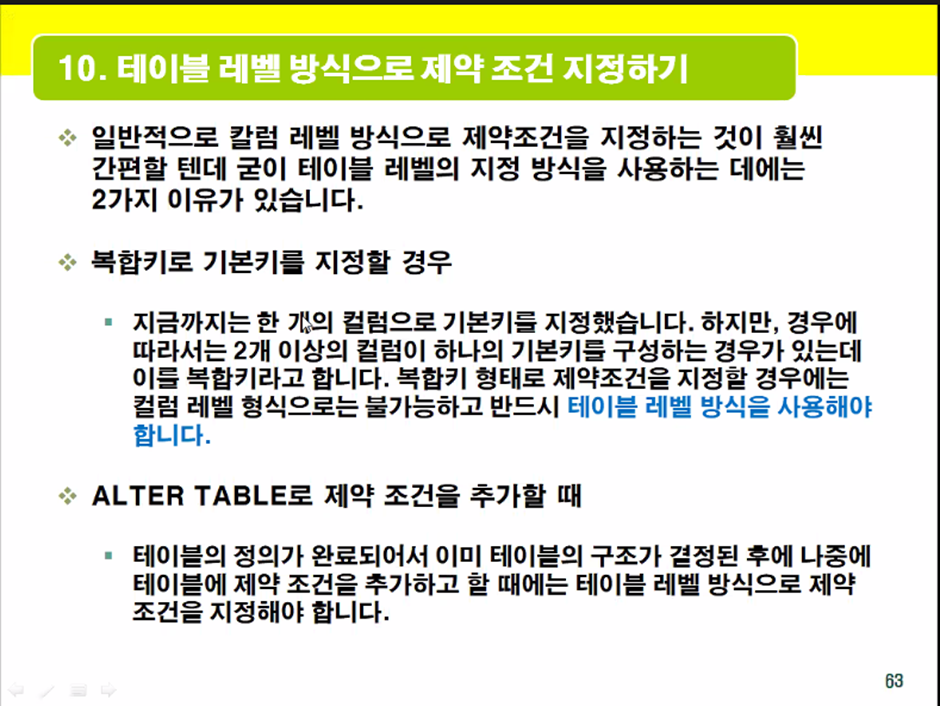 10. 테이블 레벨 방식으로 제약 조건 지정하기
일반적으로 칼럼 레벨 방식으로 제약조건을 지정하는 것이 훨씬
간편할 텐데 굳이 테이블 레벨의 지정 방식을 사용하는 데에는
2가지 이유가 있습니다.
복합키로 기본키를 지정할 경우
지금까지는 한 개의 컬럼으로 기본키를 지정했습니다. 하지만, 경우에
따라서는 2개 이상의 컬럼이 하나의 기본키를 구성하는 경우가 있는데
이를 복합키라고 합니다. 복합키 형태로 제약조건을 지정할 경우에는
컬럼 레벨 형식으로는 불가능하고 반드시 테이블 레벨 방식을 사용해야
합니다.
ALTER TABLE로 제약 조건을 추가할 때
테이블의 정의가 완료되어서 이미 테이블의 구조가 결정된 후에 나중에
테이블에 제약 조건을 추가하고 할 때에는 테이블 레벨 방식으로 제약
조건을 지정해야 합니다.
63